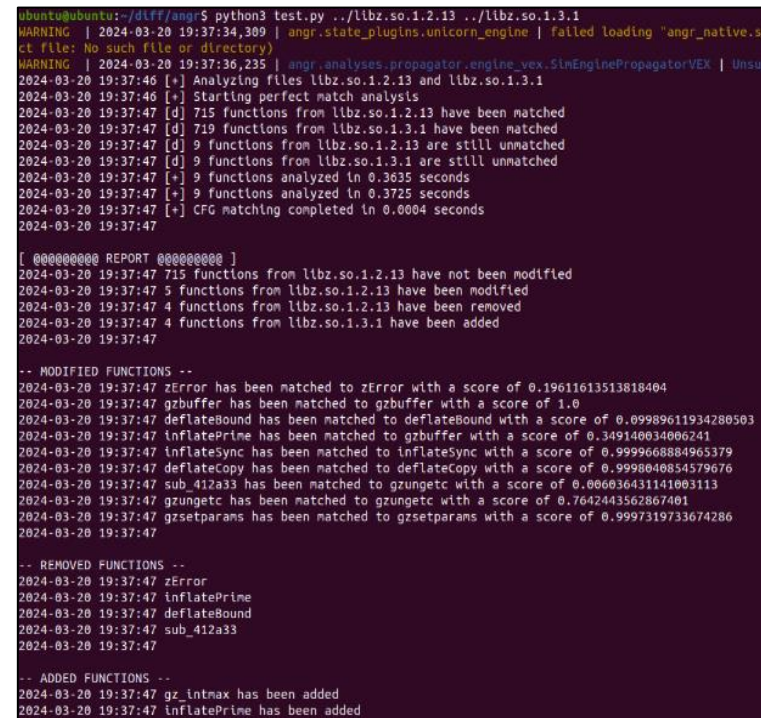 ubuntu@ubuntu:~/diff/angr$ python3 test.py ../libz.so.1.2.13 ../libz.so.1.3.1
WARNING | 2024-03-20 19:37:34,309 | angr.state_plugins.unicorn_engine | failed loading "angr_native.s
ct file: No such file or directory)
WARNING | 2024-03-20 19:37:36,235 | angr.analyses.propagator.engine_vex.SimEnginePropagatorVEX | Unsu
2024-03-20 19:37:46 [+] Analyzing files libz.so.1.2.13 and libz.so.1.3.1
2024-03-20 19:37:46 [+] Starting perfect match analysis
2024-03-20 19:37:47 [d] 715 functions from libz.so.1.2.13 have been matched
2024-03-20 19:37:47 [d] 719 functions from libz.so.1.3.1 have been matched
2024-03-20 19:37:47 [d] 9 functions from libz.so.1.2.13 are still unmatched
2024-03-20 19:37:47 [d] 9 functions from libz.so.1.3.1 are still unmatched
2024-03-20 19:37:47 [+] 9 functions analyzed in 0.3635 seconds
2024-03-20 19:37:47 [+] 9 functions analyzed in 0.3725 seconds
2024-03-20 19:37:47 [+] CFG matching completed in 0.0004 seconds
2024-03-20 19:37:47
[ @@@@@@@@@ REPORT @@@@@@@@@ ]
2024-03-20 19:37:47 715 functions from libz.so.1.2.13 have not been modified
2024-03-20 19:37:47 5 functions from libz.so.1.2.13 have been modified
2024-03-20 19:37:47 4 functions from libz.so.1.2.13 have been removed
2024-03-20 19:37:47 4 functions from libz.so.1.3.1 have been added
2024-03-20 19:37:47
-- MODIFIED FUNCTIONS --
2024-03-20 19:37:47 zError has been matched to zError with a score of 0.19611613513818404
2024-03-20 19:37:47 gzbuffer has been matched to gzbuffer with a score of 1.0
2024-03-20 19:37:47 deflateBound has been matched to deflateBound with a score of 0.09989611934280503
2024-03-20 19:37:47 inflatePrime has been matched to gzbuffer with a score of 0.349140034006241
2024-03-20 19:37:47 inflateSync has been matched to inflateSync with a score of 0.9999668884965379
2024-03-20 19:37:47 deflateCopy has been matched to deflateCopy with a score of 0.9998040854579676
2024-03-20 19:37:47 sub_412a33 has been matched to gzungetc with a score of 0.006036431141003113
2024-03-20 19:37:47 gzungetc has been matched to gzungetc with a score of 0.7642443562867401
2024-03-20 19:37:47 gzsetparams has been matched to gzsetparams with a score of 0.9997319733674286
2024-03-20 19:37:47
-- REMOVED FUNCTIONS --
2024-03-20 19:37:47 zError
2024-03-20 19:37:47 inflatePrime
2024-03-20 19:37:47 deflateBound
2024-03-20 19:37:47 sub_412a33
2024-03-20 19:37:47
-- ADDED FUNCTIONS --
2024-03-20 19:37:47 gz_intmax has been added
2024-03-20 19:37:47 inflatePrime has been added